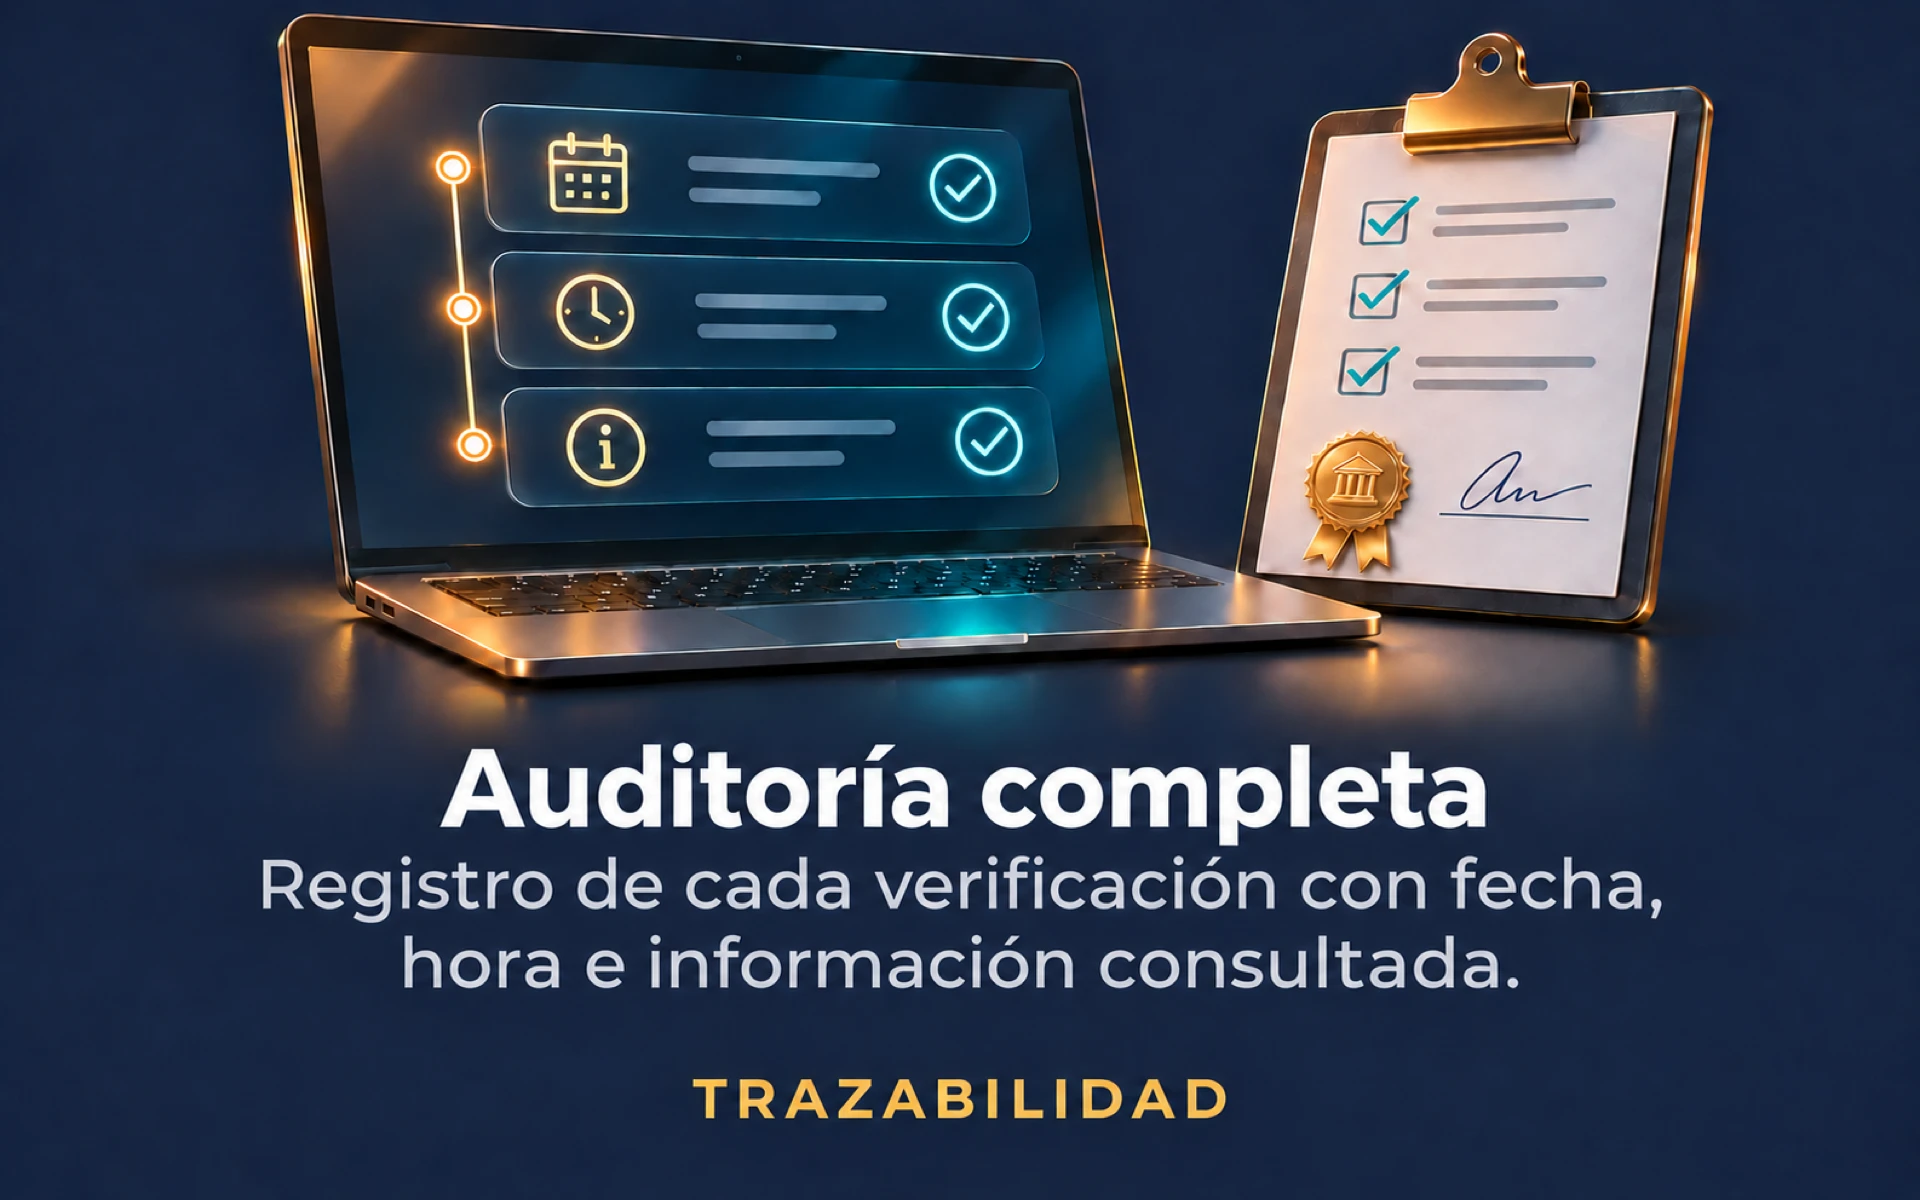 Auditoría completa
Registro de cada verificación con fecha,
hora e información consultada.
TRAZABILIDAD